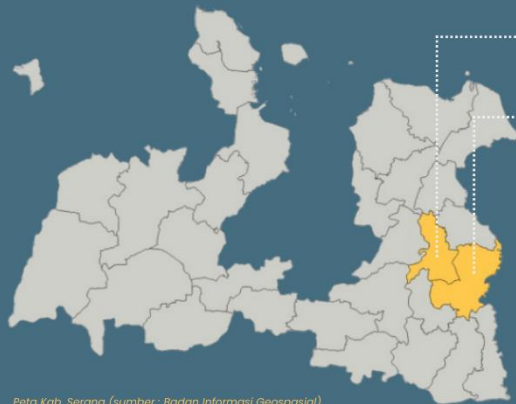 Peta Kab. Serang (sumber : Badan Informasi Geospasial)